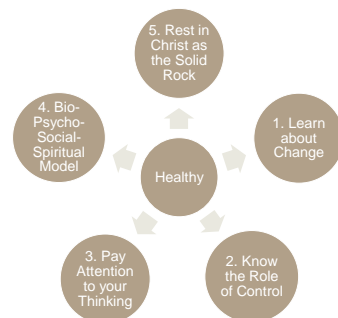 5. Rest in
Christ as
the Solid
Rock
4. Bio-
Psycho-
Social-
Spiritual
Model
1. Learn
about
Change
Healthy
3. Pay
Attention
to your
Thinking
2. Know
the Role
of Control